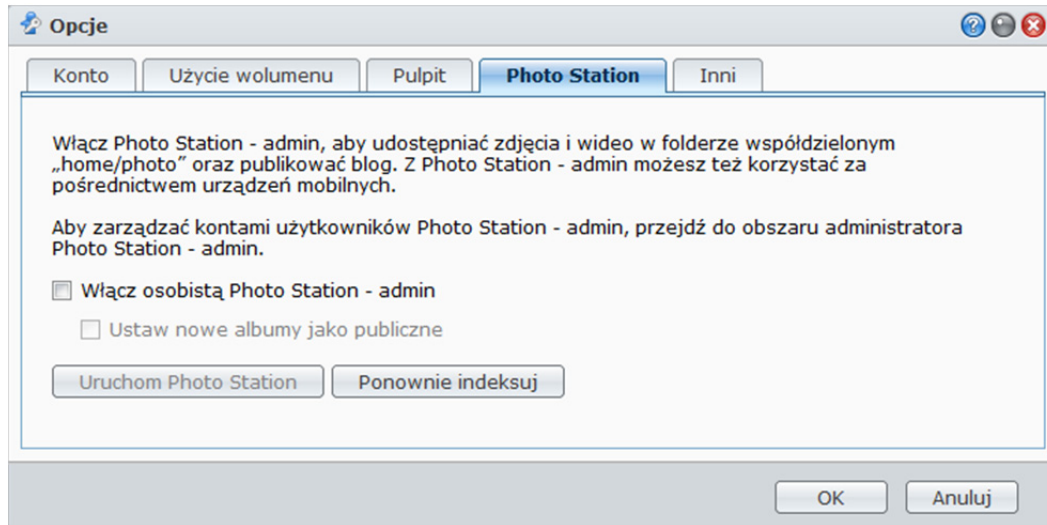 Opcje
Konto
Użycie wolumenu
Pulpit
Photo Station
Inni
Włącz Photo Station - admin, aby udostępniać zdjęcia i wideo w folderze współdzielonym
„home/photo” oraz publikować blog. Z Photo Station - admin możesz też korzystać za
pośrednictwem urządzeń mobilnych.
Aby zarządzać kontami użytkowników Photo Station - admin, przejdź do obszaru administratora
Photo Station - admin.
Włącz osobistą Photo Station - admin
Ustaw nowe albumy jako publiczne
Uruchom Photo Station
Ponownie indeksuj
OK
Anuluj